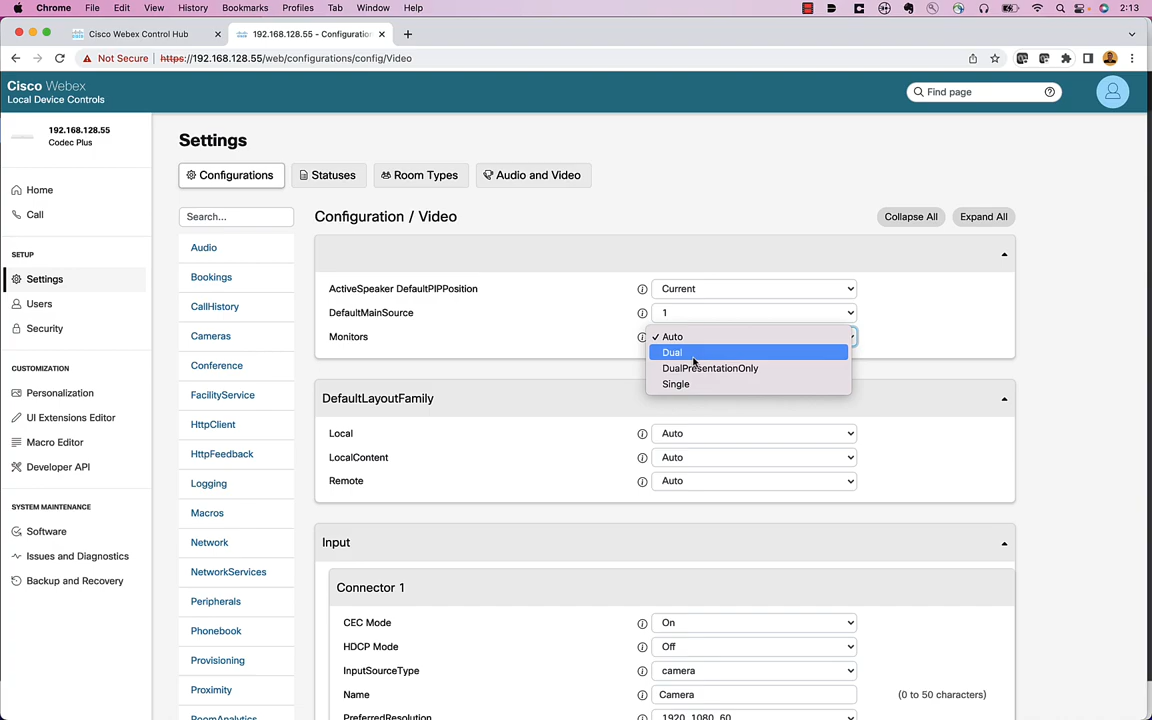 Chrome File Edit View History Bookmarks Profiles Tab Window Help 2:13
Cisco Webex Control Hub
192.168.128.55 - Configuration
Not Secure https://192.168.128.55/web/configurations/config/Video
Cisco Webex
Local Device Controls
Find page
192.168.128.55
Codec Plus
Home
Call
SETUP
Settings
Users
Security
CUSTOMIZATION
Personalization
UI Extensions Editor
Macro Editor
Developer API
SYSTEM MAINTENANCE
Software
Issues and Diagnostics
Backup and Recovery
Settings
Configurations Statuses Room Types Audio and Video
Search...
Audio
Bookings
CallHistory
Cameras
Conference
FacilityService
HttpClient
HttpFeedback
Logging
Macros
Network
NetworkServices
Peripherals
Phonebook
Provisioning
Proximity
RoomAnalytics
Configuration / Video
Collapse All Expand All
ActiveSpeaker DefaultPIPPosition Current
DefaultMainSource 1
Monitors
Auto
Dual
DualPresentationOnly
Single
DefaultLayoutFamily
Local Auto
LocalContent Auto
Remote Auto
Input
Connector 1
CEC Mode On
HDCP Mode Off
InputSourceType camera
Name Camera (0 to 50 characters)
PreferredResolution 1920_1080_60